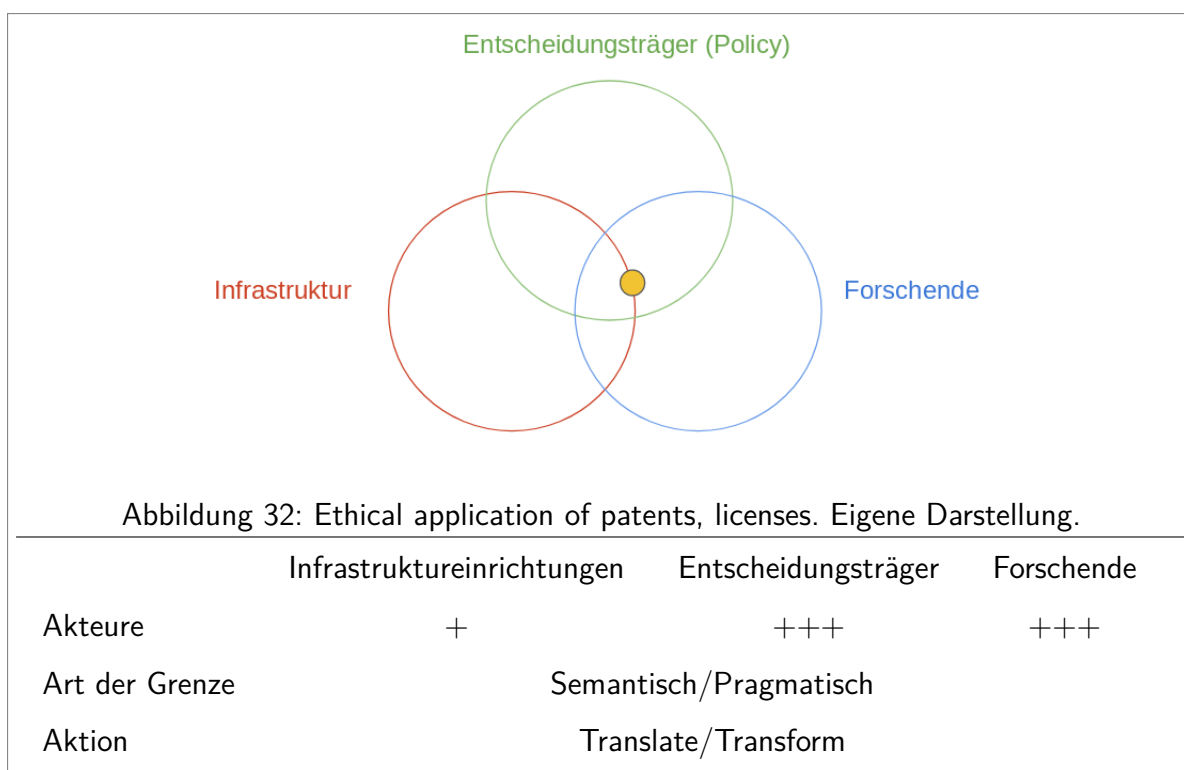 Entscheidungsträger (Policy)
Infrastruktur
Forschende
Abbildung 32: Ethical application of patents, licenses. Eigene Darstellung.
Infrastruktureinrichtungen Entscheidungsträger Forschende
Akteure + +++ +++
Art der Grenze Semantisch/Pragmatisch
Aktion Translate/Transform